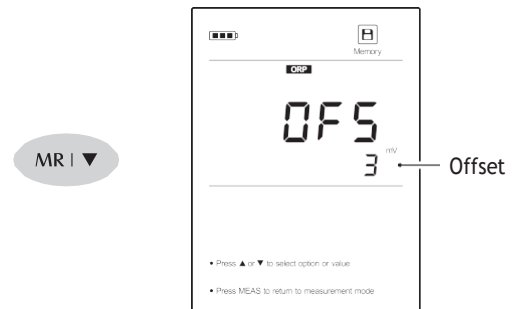 Memory
ORP
OFS
mV
3
Offset
MR | ▼
• Press ▲ or ▼ to select option or value
• Press MEAS to return to measurement mode